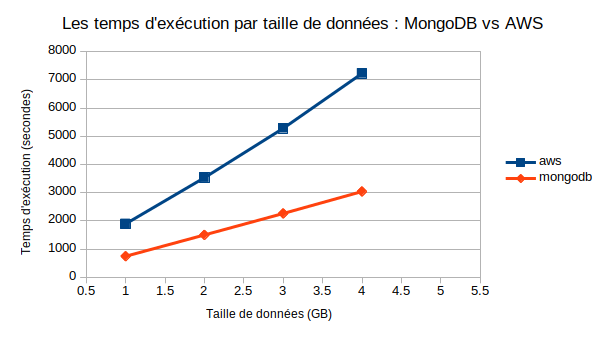 Les temps d'exécution par taille de données : MongoDB vs AWS
8000
7000
6000
5000
4000
3000
2000
1000
0
0.5 1 1.5 2 2.5 3 3.5 4 4.5 5 5.5
Temps d'exécution (secondes)
Taille de données (GB)
aws
mongodb